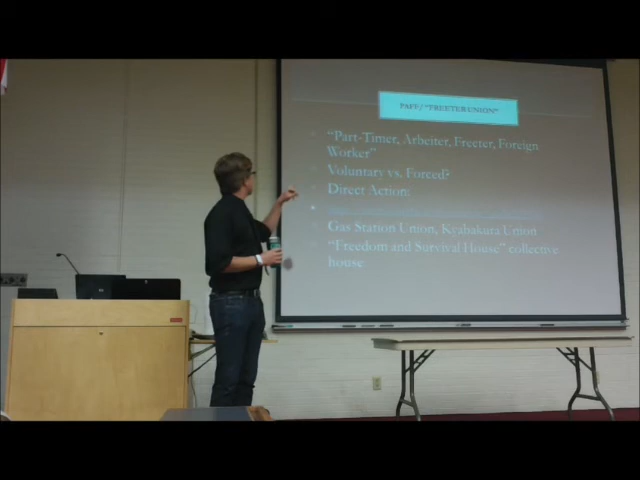 PAFF/ "FREETER UNION"
"Part-Timer, Arbeiter, Freeter, Foreign
Worker"
Voluntary vs. Forced?
Direct Action:
Gas Station Union, Kyabakura Union
"Freedom and Survival House" collective
house